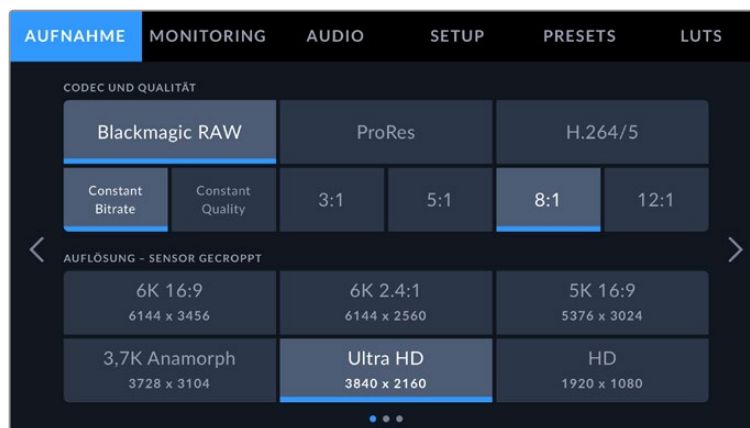 AUFNAHME MONITORING AUDIO SETUP PRESETS LUTS
CODEC UND QUALITÄT
Blackmagic RAW ProRes H.264/5
Constant Bitrate Constant Quality 3:1 5:1 8:1 12:1
AUFLÖSUNG – SENSOR GECROPPT
6K 16:9 6K 2.4:1 5K 16:9
6144 x 3456 6144 x 2560 5376 x 3024
3,7K Anamorph Ultra HD HD
3728 x 3104 3840 x 2160 1920 x 1080